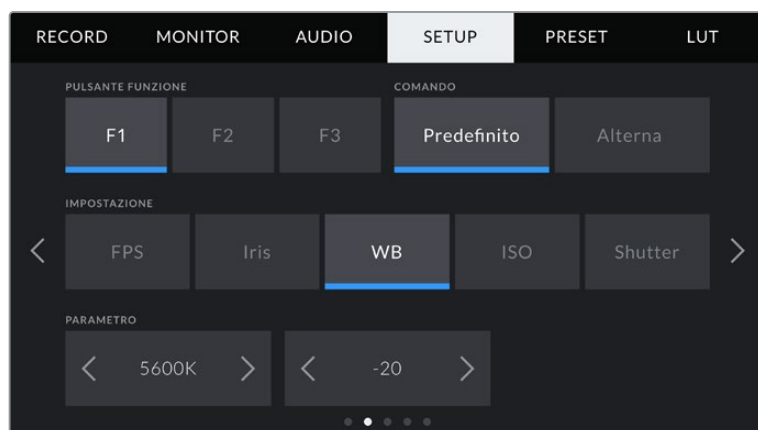 RECORD MONITOR AUDIO SETUP PRESET LUT
PULSANTE FUNZIONE COMANDO
F1 F2 F3 Predefinito Alterna
IMPOSTAZIONE
FPS Iris WB ISO Shutter
PARAMETRO
5600K -20